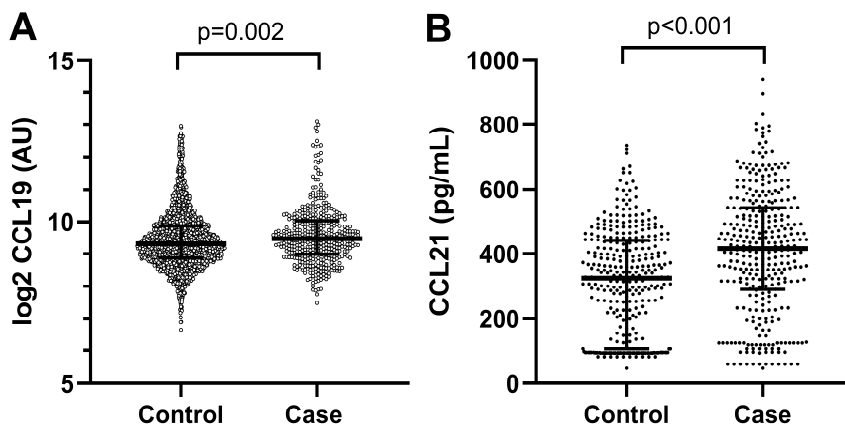 A
p=0.002
log2 CCL19 (AU)
15
10
5
Control Case
B
p<0.001
CCL21 (pg/mL)
1000
800
600
400
200
0
Control Case